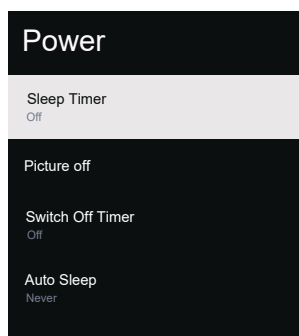 Power
Sleep Timer
Off
Picture off
Switch Off Timer
Off
Auto Sleep
Never